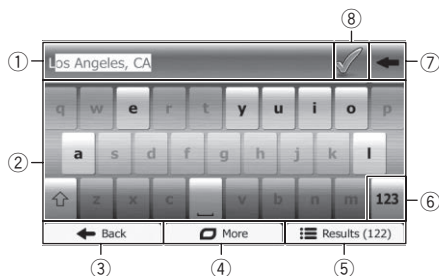 ⑧
① Los Angeles, CA ⑦
q w e r t y u i o p
② a s d f g h j k l
z x c v b n m 123 ⑥
Back More Results (122)
③ ④ ⑤